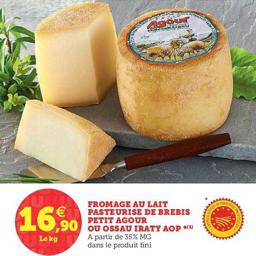 Agour
16€,90
Le kg
FROMAGE AU LAIT
PASTEURISE DE BREBIS
PETIT AGOUR
OU OSSAU IRATY AOP
A partir de 35% MG
dans le produit fini